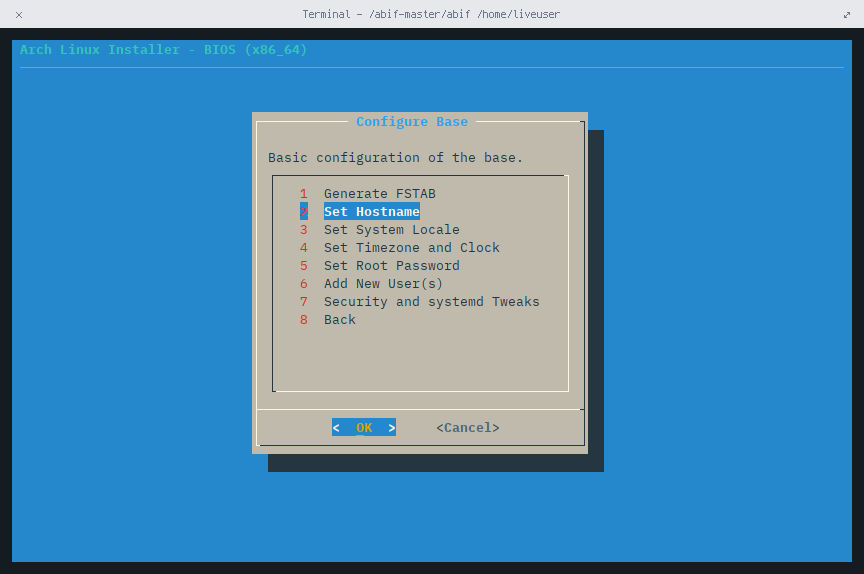 Terminal - /abif-master/abif /home/liveuser
Arch Linux Installer - BIOS (x86_64)
Configure Base
Basic configuration of the base.
1 Generate FSTAB
2 Set Hostname
3 Set System Locale
4 Set Timezone and Clock
5 Set Root Password
6 Add New User(s)
7 Security and systemd Tweaks
8 Back
< OK > <Cancel>